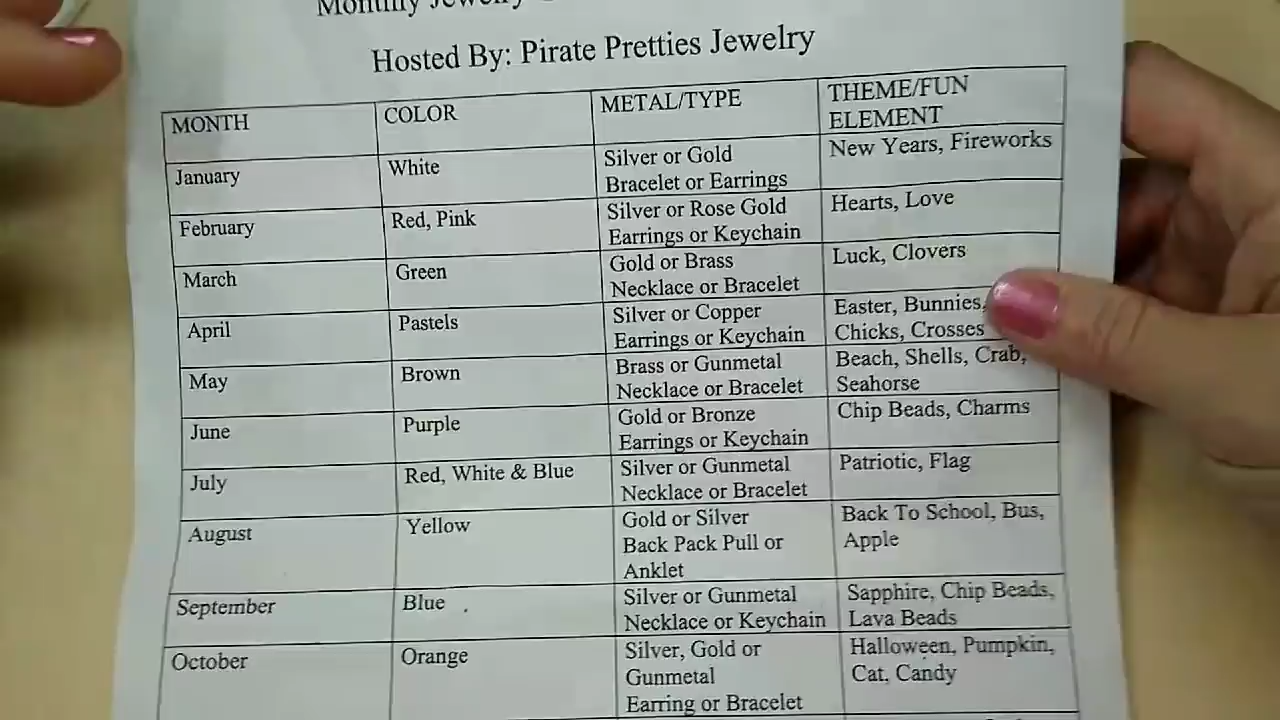 Monthly Jewelry
Hosted By: Pirate Pretties Jewelry
MONTH
COLOR
METAL/TYPE
THEME/FUN
ELEMENT
January
White
Silver or Gold
Bracelet or Earrings
New Years, Fireworks
February
Red, Pink
Silver or Rose Gold
Earrings or Keychain
Hearts, Love
March
Green
Gold or Brass
Necklace or Bracelet
Luck, Clovers
April
Pastels
Silver or Copper
Earrings or Keychain
Easter, Bunnies,
Chicks, Crosses
May
Brown
Brass or Gunmetal
Necklace or Bracelet
Beach, Shells, Crab,
Seahorse
June
Purple
Gold or Bronze
Earrings or Keychain
Chip Beads, Charms
July
Red, White & Blue
Silver or Gunmetal
Necklace or Bracelet
Patriotic, Flag
August
Yellow
Gold or Silver
Back Pack Pull or
Anklet
Back To School, Bus,
Apple
September
Blue
Silver or Gunmetal
Necklace or Keychain
Sapphire, Chip Beads,
Lava Beads
October
Orange
Silver, Gold or
Gunmetal
Earring or Bracelet
Halloween, Pumpkin,
Cat, Candy